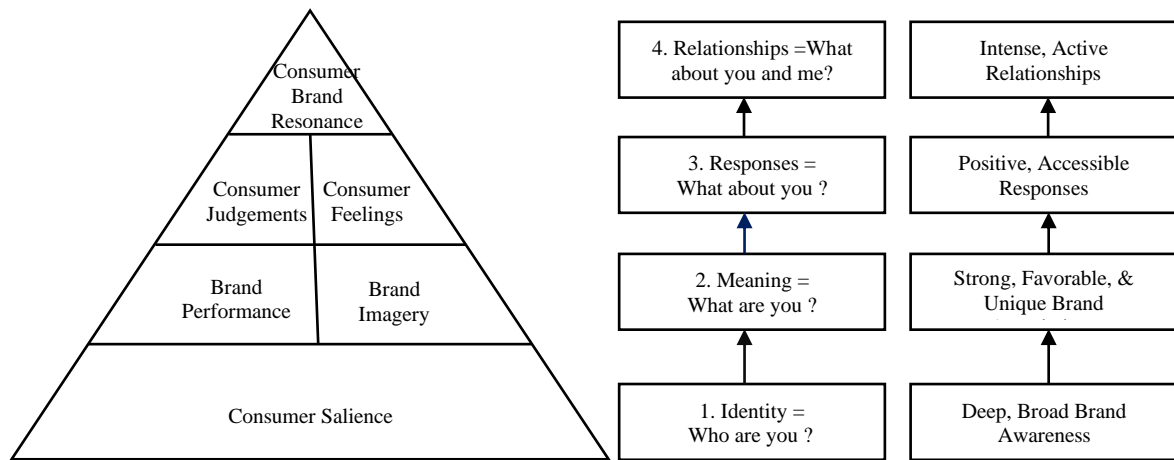 Consumer
Brand
Resonance
Consumer
Judgements
Consumer
Feelings
Brand
Performance
Brand
Imagery
Consumer Salience
4. Relationships =What
about you and me?
3. Responses =
What about you ?
2. Meaning =
What are you ?
1. Identity =
Who are you ?
Intense, Active
Relationships
Positive, Accessible
Responses
Strong, Favorable, &
Unique Brand
Deep, Broad Brand
Awareness